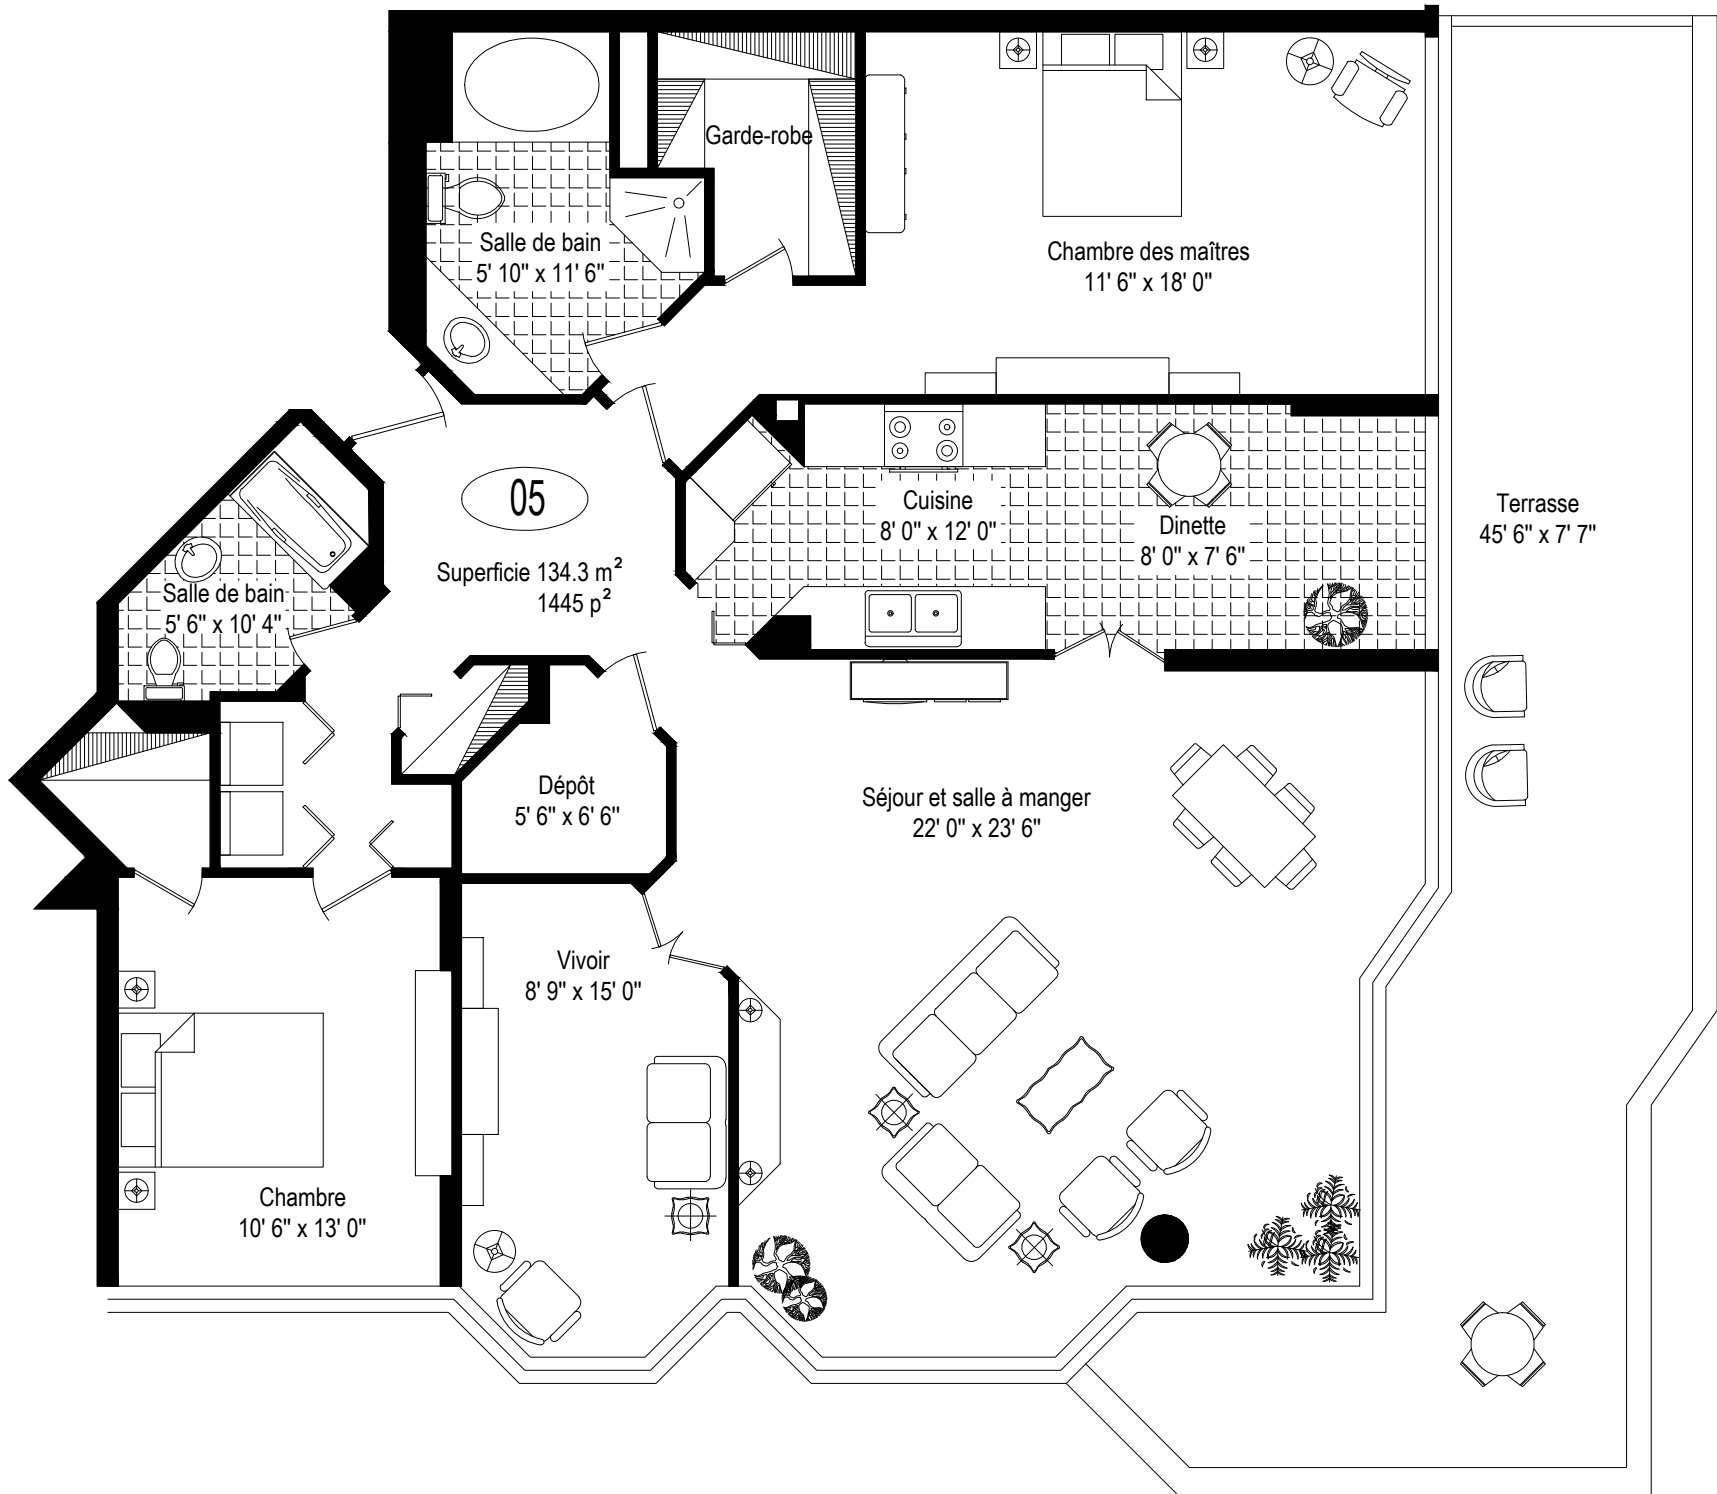 Garde-robe
Salle de bain
5' 10" x 11' 6"
Chambre des maîtres
11' 6" x 18' 0"
05
Superficie 134.3 m²
1445 p²
Cuisine
8' 0" x 12' 0"
Dinette
8' 0" x 7' 6"
Terrasse
45' 6" x 7' 7"
Salle de bain
5' 6" x 10' 4"
Dépôt
5' 6" x 6' 6"
Séjour et salle à manger
22' 0" x 23' 6"
Vivoir
8' 9" x 15' 0"
Chambre
10' 6" x 13' 0"